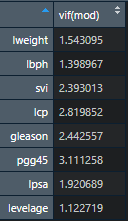 vif(mod)
lweight 1.543095
lbph 1.398967
svi 2.393013
lcp 2.819852
gleason 2.442557
pgg45 3.111258
lpsa 1.920689
levelage 1.122719